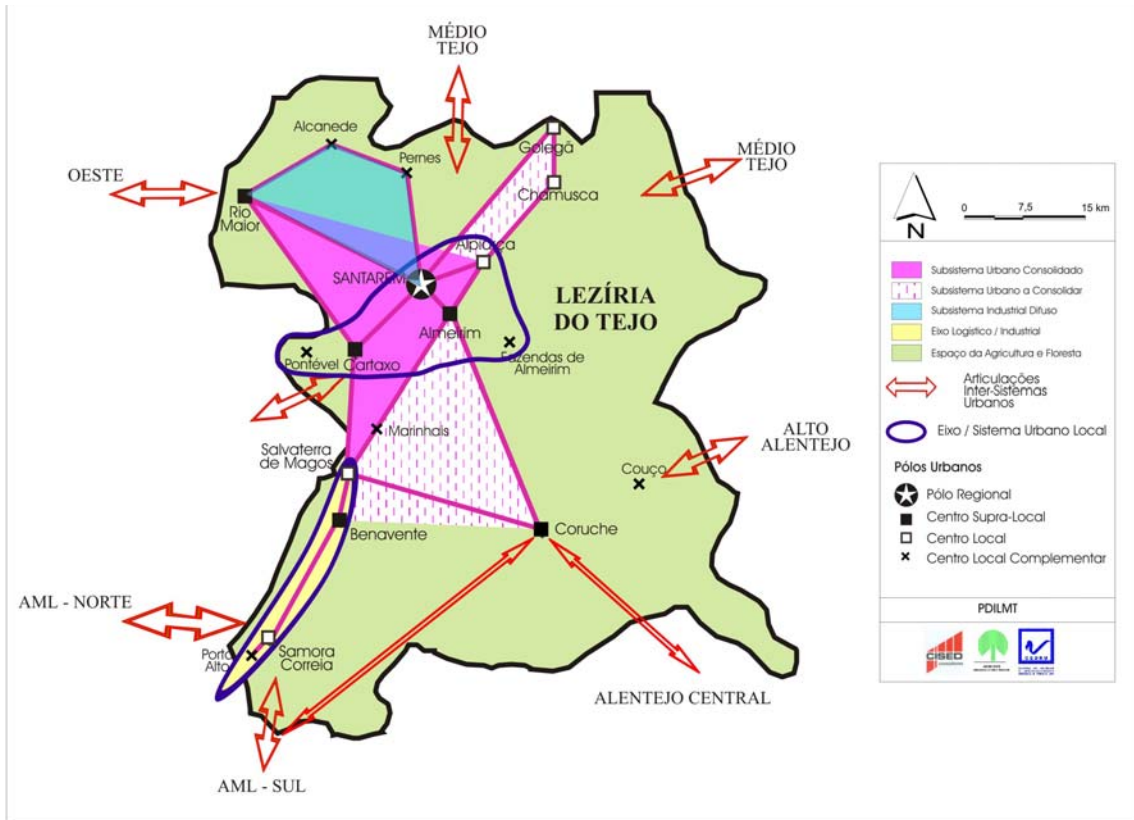 MÉDIO
TEJO
Alcanede
Pernes
Golegã
MÉDIO
TEJO
OESTE
Chamusca
Rio
Maior
Alpiarça
SANTARÉM
LEZÍRIA
DO TEJO
Almeirim
Pontével
Cartaxo
Fazendas de
Almeirim
Marinhais
ALTO
ALENTEJO
Salvaterra
de Magos
Couço
Benavente
Coruche
AML - NORTE
Porto
Alto
Samora
Correia
ALENTEJO CENTRAL
AML - SUL
N
0 7,5 15 km
Subsistema Urbano Consolidado
Subsistema Urbano a Consolidar
Subsistema Industrial Difuso
Eixo Logístico / Industrial
Espaço da Agricultura e Floresta
Articulações
Inter-Sistemas
Urbanos
Eixo / Sistema Urbano Local
Pólos Urbanos
Pólo Regional
Centro Supra-Local
Centro Local
Centro Local Complementar
PDILMT
CISED